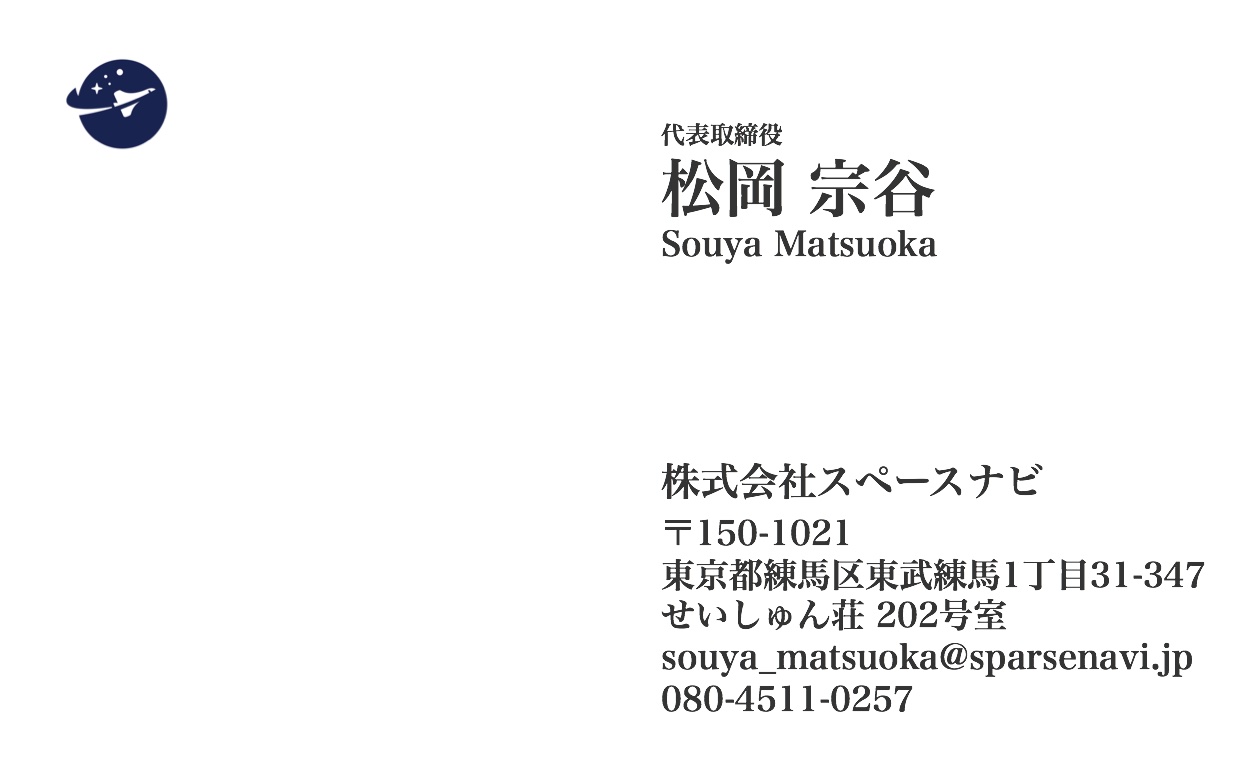 代表取締役
松岡 宗谷
Souya Matsuoka
株式会社スペースナビ
〒150-1021
東京都練馬区東武練馬1丁目31-347
せいしゅん荘 202号室
souya_matsuoka@sparsenavi.jp
080-4511-0257